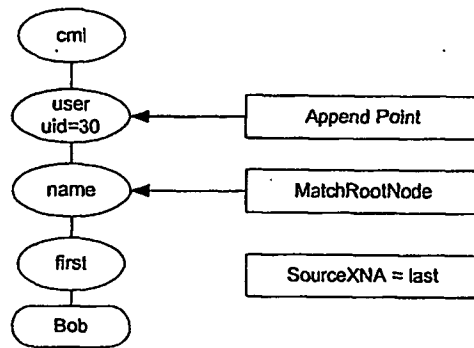 cml
user
uid=30
Append Point
name
MatchRootNode
first
SourceXNA = last
Bob